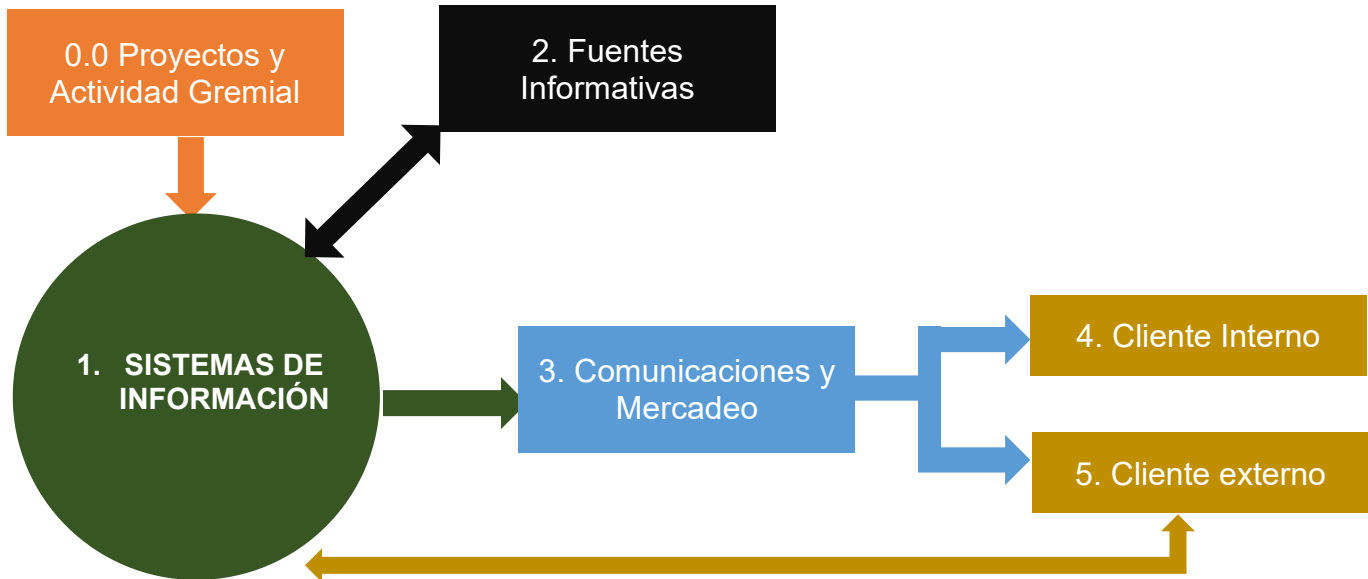 0.0 Proyectos y
Actividad Gremial
2. Fuentes
Informativas
1. SISTEMAS DE
INFORMACIÓN
3. Comunicaciones y
Mercadeo
4. Cliente Interno
5. Cliente externo